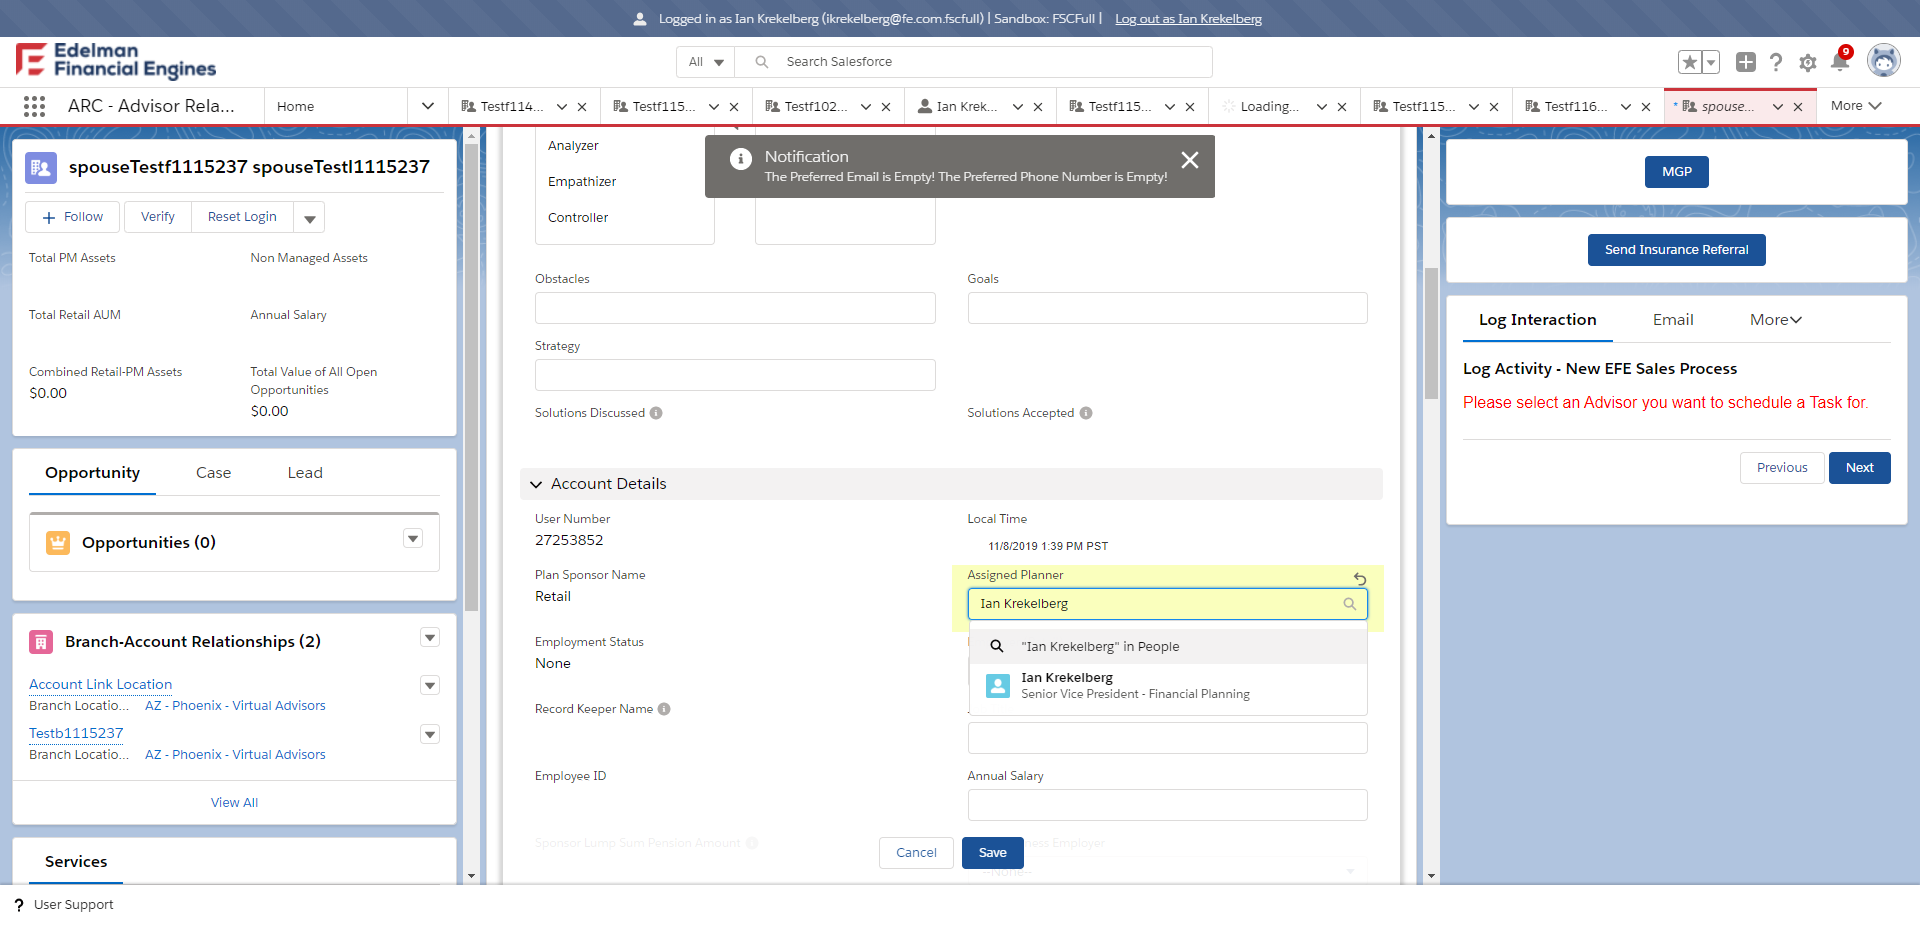 Logged in as Ian Krekelberg (ikrekelberg@fe.com.fscfull) | Sandbox: FSCFull | Log out as Ian Krekelberg
Edelman
Financial Engines
All
Search Salesforce
9
ARC - Advisor Rela...
Home
Testf114...
Testf115...
Testf102...
Ian Krek...
Testf115...
Loading...
Testf115...
Testf116...
* spouse...
More
spouseTestf1115237 spouseTestl1115237
Follow
Verify
Reset Login
Total PM Assets
Non Managed Assets
Total Retail AUM
Annual Salary
Combined Retail-PM Assets
$0.00
Total Value of All Open
Opportunities
$0.00
Opportunity
Case
Lead
Opportunities (0)
Branch-Account Relationships (2)
Account Link Location
Branch Locatio...
AZ - Phoenix - Virtual Advisors
Testb1115237
Branch Locatio...
AZ - Phoenix - Virtual Advisors
View All
Services
Analyzer
Empathizer
Controller
Notification
The Preferred Email is Empty! The Preferred Phone Number is Empty!
Obstacles
Goals
Strategy
Solutions Discussed
Solutions Accepted
Account Details
User Number
27253852
Local Time
11/8/2019 1:39 PM PST
Plan Sponsor Name
Retail
Assigned Planner
Ian Krekelberg
"Ian Krekelberg" in People
Ian Krekelberg
Senior Vice President - Financial Planning
Employment Status
None
Record Keeper Name
Employee ID
Annual Salary
Sponsor Lump Sum Pension Amount
Employer
--None--
Cancel
Save
MGP
Send Insurance Referral
Log Interaction
Email
More
Log Activity - New EFE Sales Process
Please select an Advisor you want to schedule a Task for.
Previous
Next
? User Support